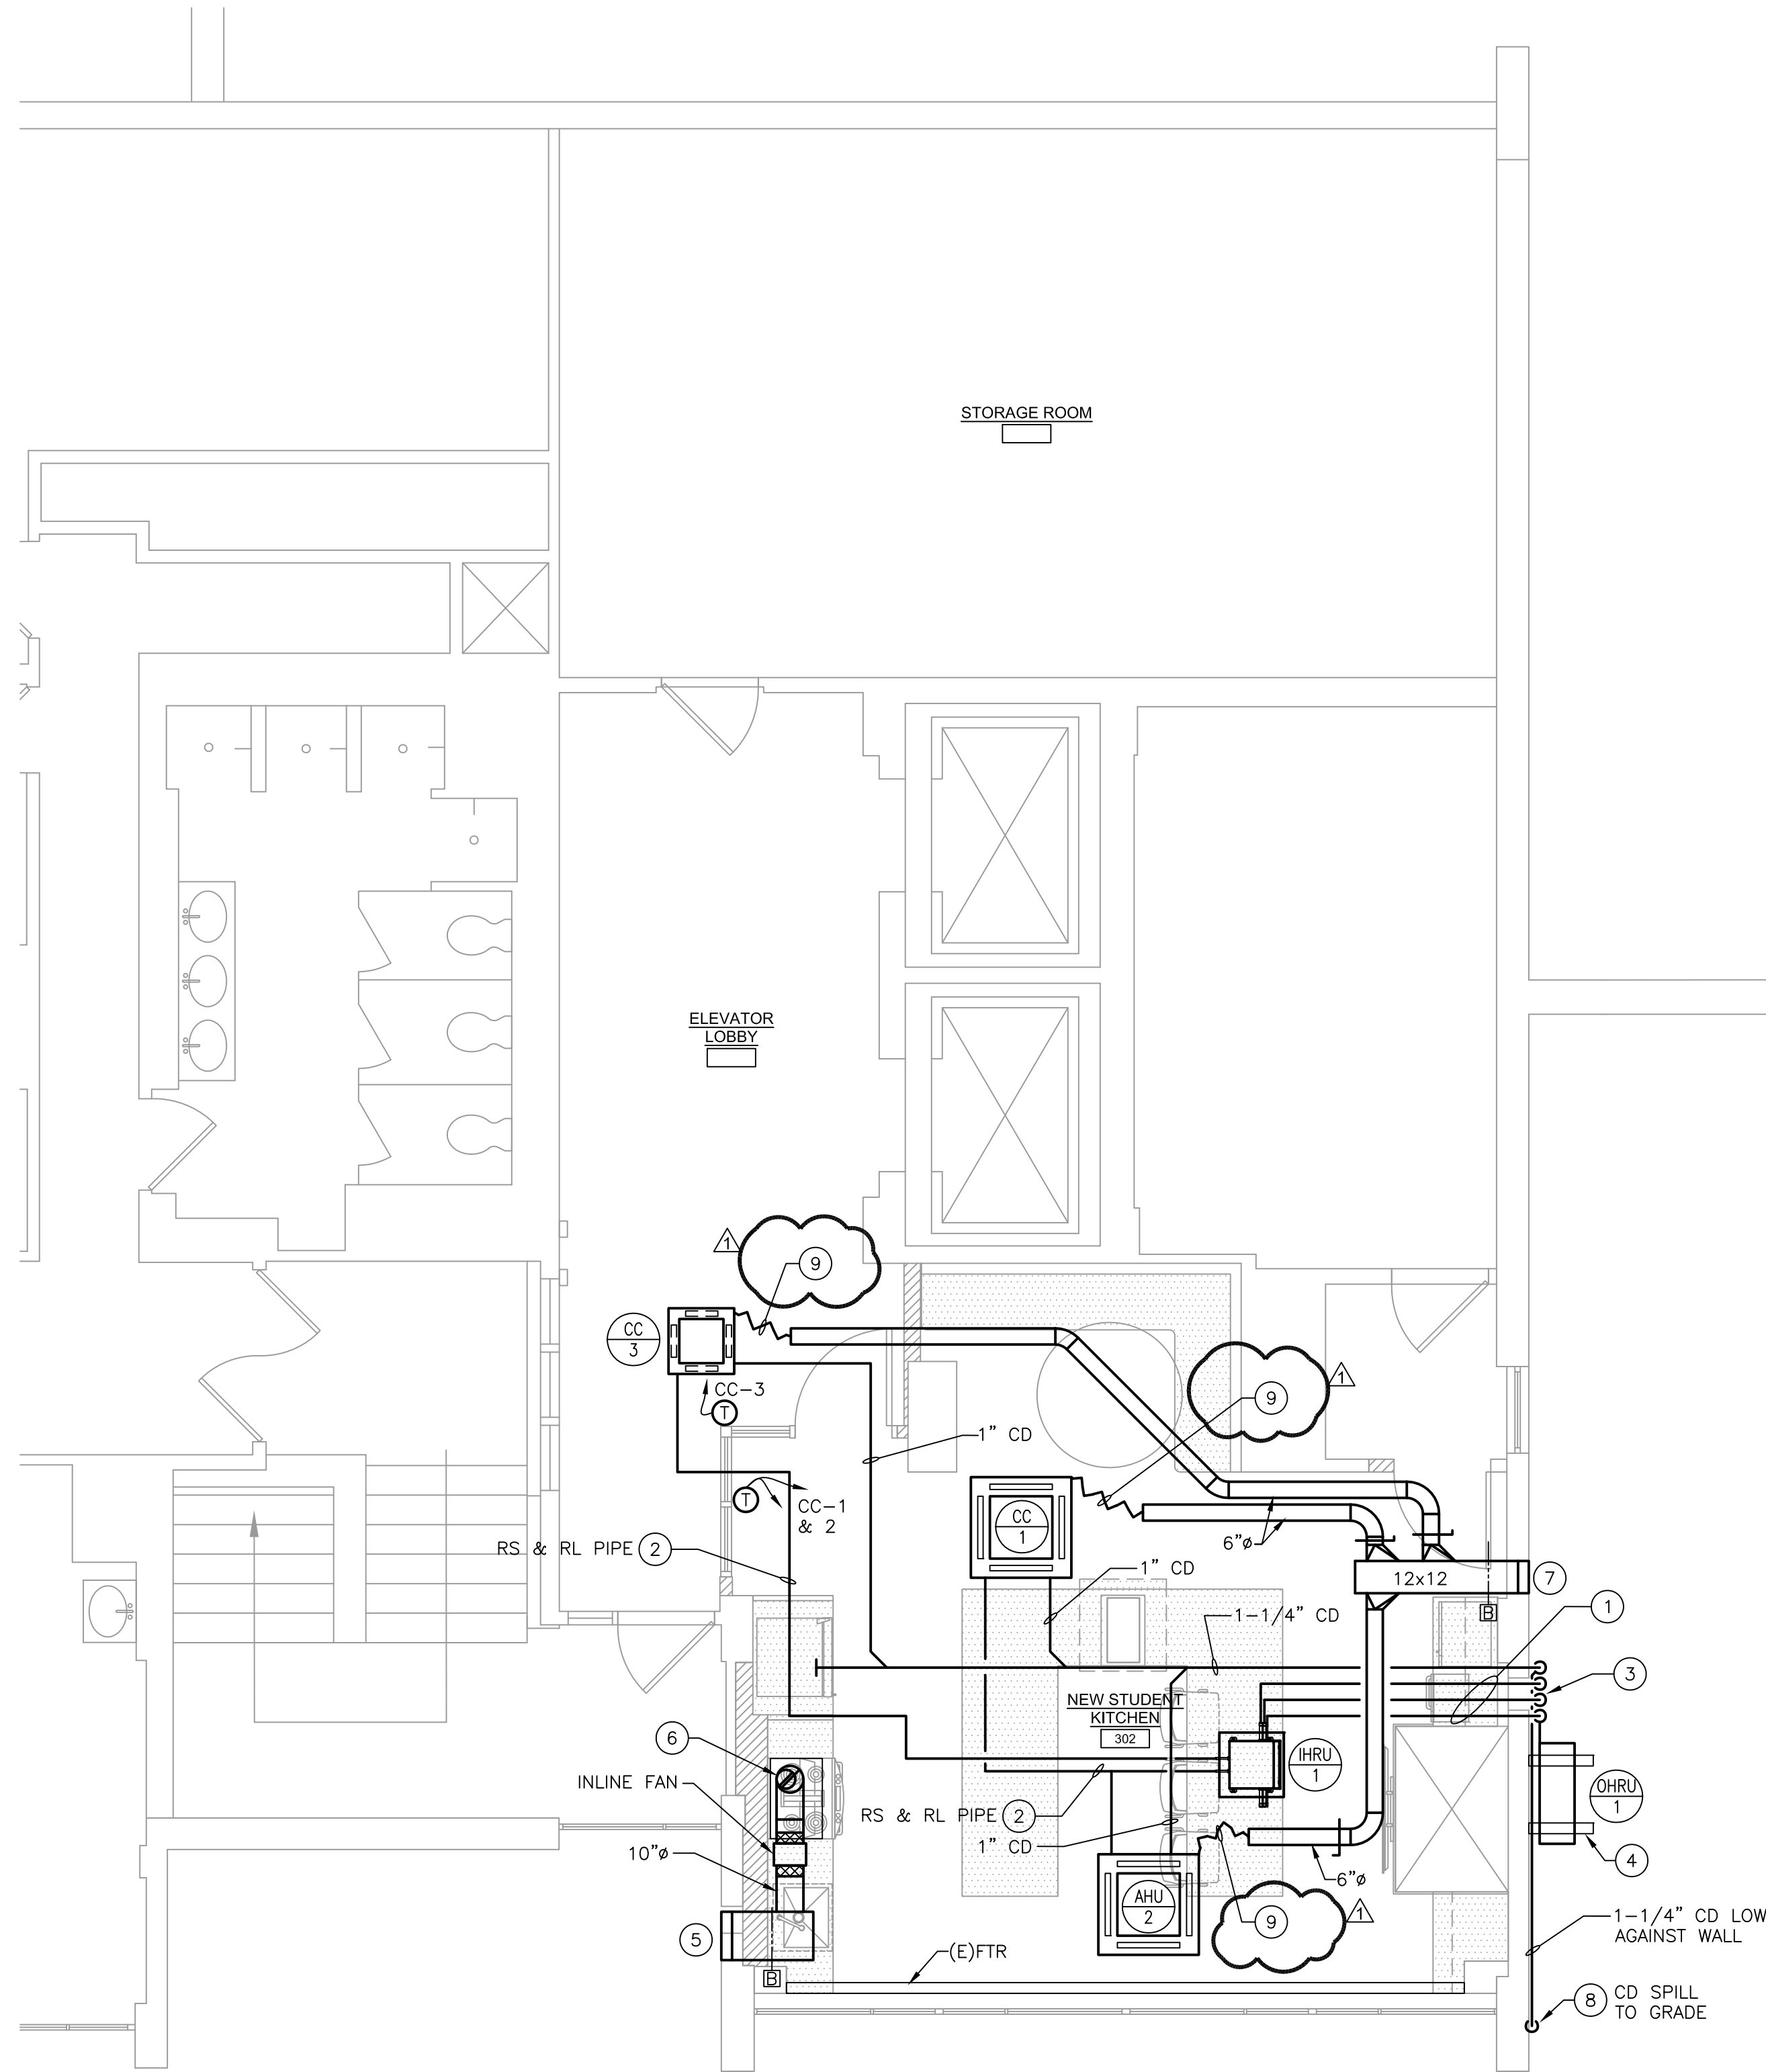 STORAGE ROOM
ELEVATOR
LOBBY
1
9
CC
3
CC-3
T
1" CD
9
1
T
CC-1
& 2
CC
1
6"ø
RS & RL PIPE 2
1" CD
12x12
7
B
1
1-1/4" CD
3
NEW STUDENT
KITCHEN
302
6
IHRU
1
INLINE FAN
OHRU
1
RS & RL PIPE 2
1" CD
10"ø
4
6"ø
AHU
2
9
1
1-1/4" CD LOW
AGAINST WALL
5
(E)FTR
B
8
CD SPILL
TO GRADE